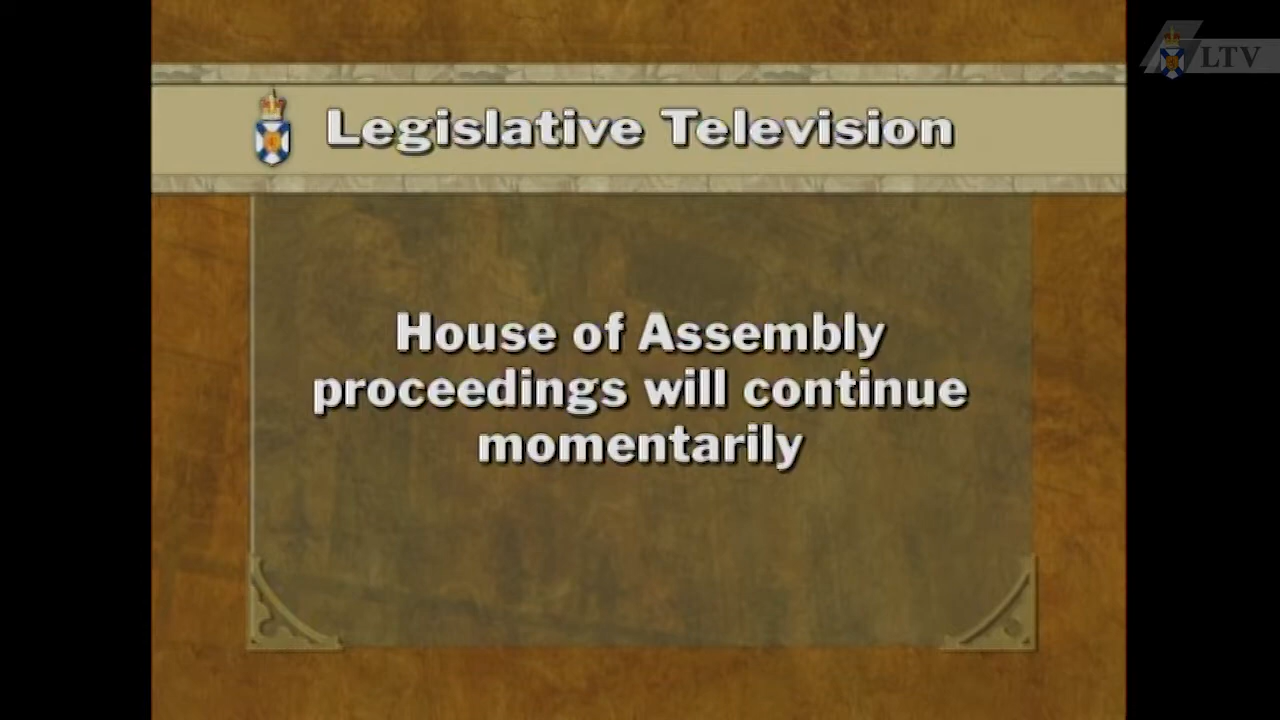 LTV
Legislative Television
House of Assembly
proceedings will continue
momentarily